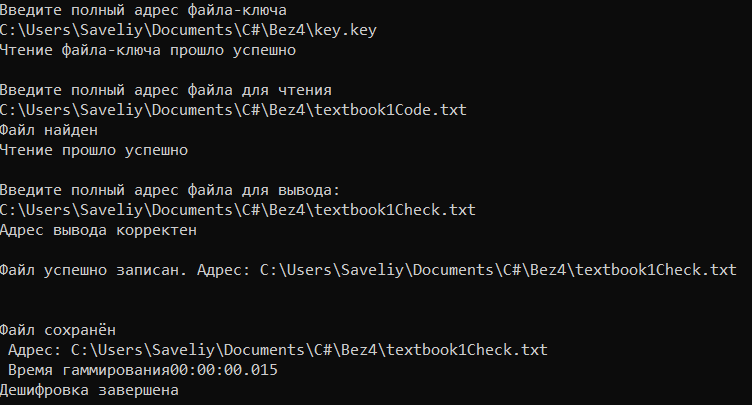 Введите полный адрес файла-ключа
C:\Users\Saveliy\Documents\C#\Bez4\key.key
Чтение файла-ключа прошло успешно
Введите полный адрес файла для чтения
C:\Users\Saveliy\Documents\C#\Bez4\textbook1Code.txt
Файл найден
Чтение прошло успешно
Введите полный адрес файла для вывода:
C:\Users\Saveliy\Documents\C#\Bez4\textbook1Check.txt
Адрес вывода корректен
Файл успешно записан. Адрес: C:\Users\Saveliy\Documents\C#\Bez4\textbook1Check.txt
Файл сохранён
Адрес: C:\Users\Saveliy\Documents\C#\Bez4\textbook1Check.txt
Время гаммирования00:00:00.015
Дешифровка завершена